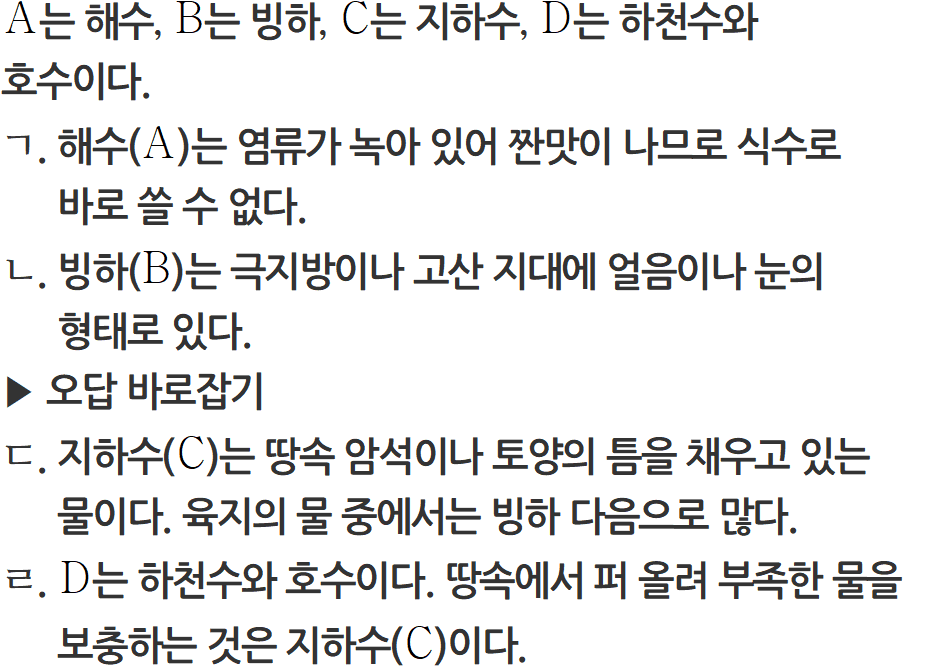 A는 해수, B는 빙하, C는 지하수, D는 하천수와
호수이다.
ㄱ. 해수(A)는 염류가 녹아 있어 짠맛이 나므로 식수로
바로 쓸 수 없다.
ㄴ. 빙하(B)는 극지방이나 고산 지대에 얼음이나 눈의
형태로 있다.
▶ 오답 바로잡기
ㄷ. 지하수(C)는 땅속 암석이나 토양의 틈을 채우고 있는
물이다. 육지의 물 중에서는 빙하 다음으로 많다.
ㄹ. D는 하천수와 호수이다. 땅속에서 퍼 올려 부족한 물을
보충하는 것은 지하수(C)이다.